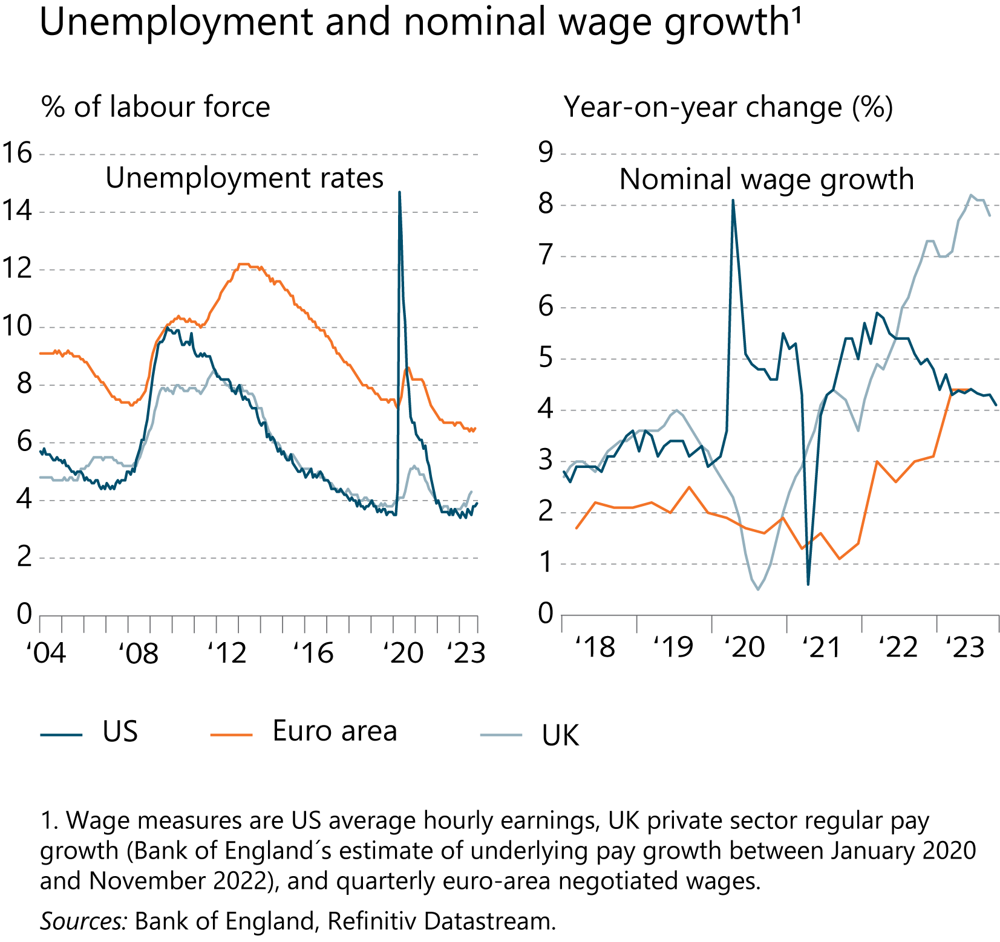 Unemployment and nominal wage growth¹
% of labour force
16
14
12
10
8
6
4
2
0
Unemployment rates
‘04 ‘08 ‘12 ‘16 ‘20 ‘23
Year-on-year change (%)
9
8
7
6
5
4
3
2
1
0
Nominal wage growth
‘18 ‘19 ‘20 ‘21 ‘22 ‘23
US Euro area UK
1. Wage measures are US average hourly earnings, UK private sector regular pay
growth (Bank of England´s estimate of underlying pay growth between January 2020
and November 2022), and quarterly euro-area negotiated wages.
Sources: Bank of England, Refinitiv Datastream.